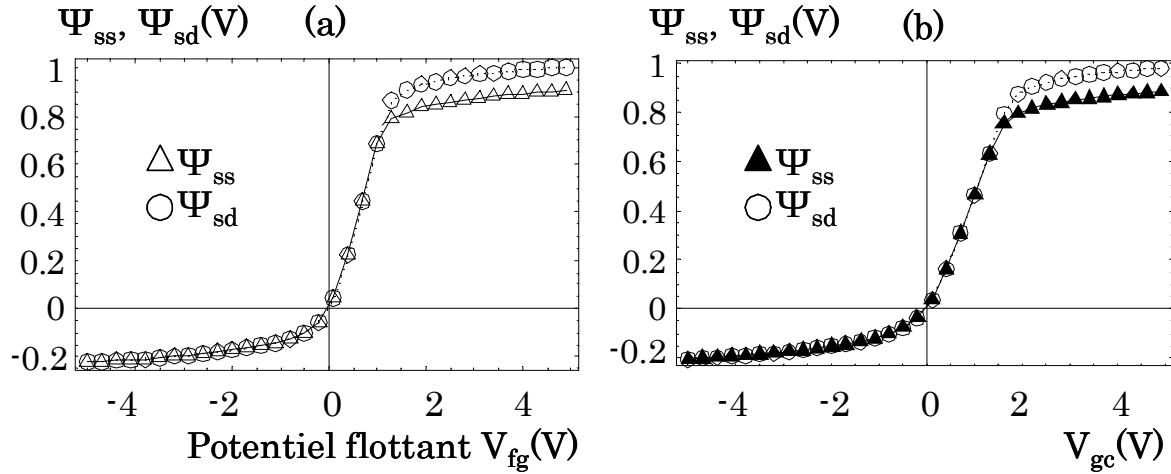 Ψss, Ψsd(V) (a)
1
0.8
0.6
0.4
0.2
0
-0.2
Ψss
Ψsd
-4 -2 0 2 4
Potentiel flottant Vfg(V)
Ψss, Ψsd(V) (b)
1
0.8
0.6
0.4
0.2
0
-0.2
Ψss
Ψsd
-4 -2 0 2 4
Vgc(V)